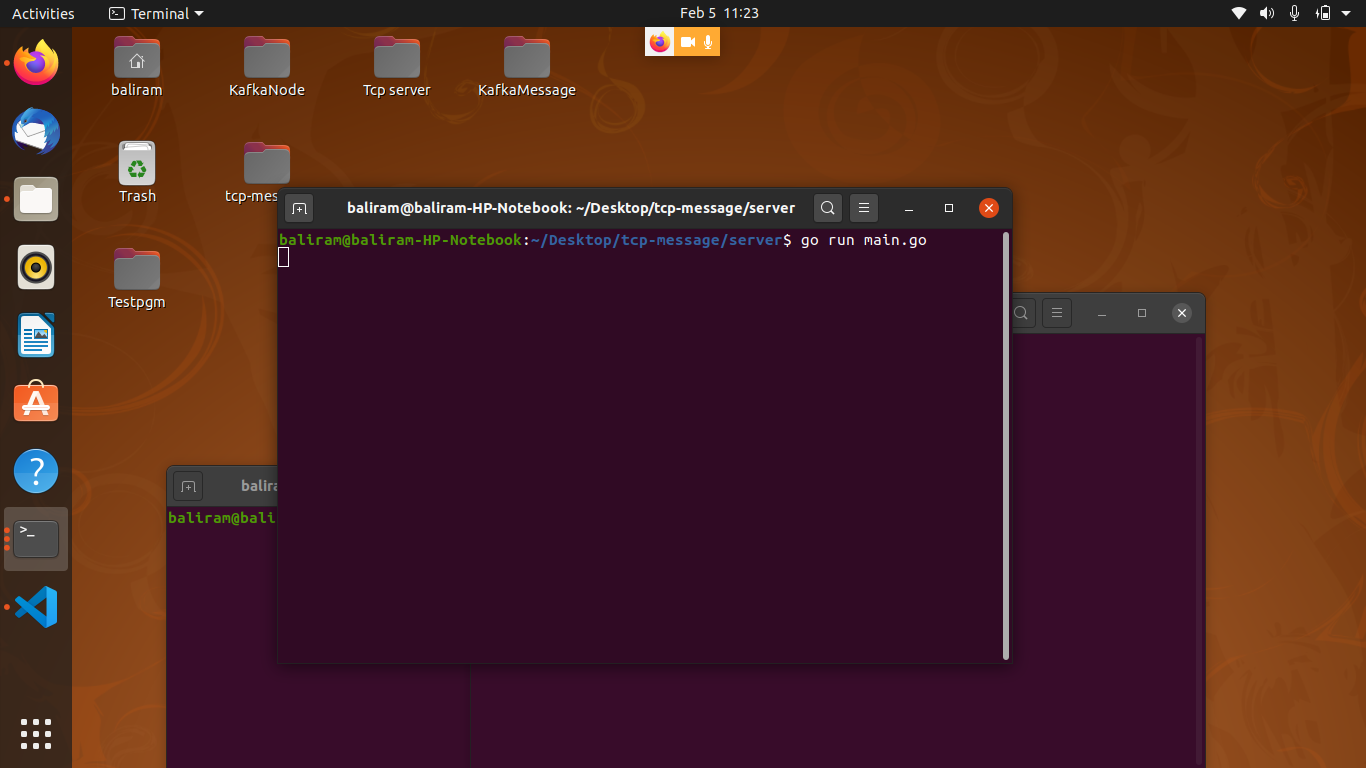 Activities
Terminal
Feb 5 11:23
baliram
KafkaNode
Tcp server
KafkaMessage
Trash
tcp-mes
baliram@baliram-HP-Notebook: ~/Desktop/tcp-message/server
baliram@baliram-HP-Notebook:~/Desktop/tcp-message/server$ go run main.go
Testpgm
balira
baliram@bali
>_